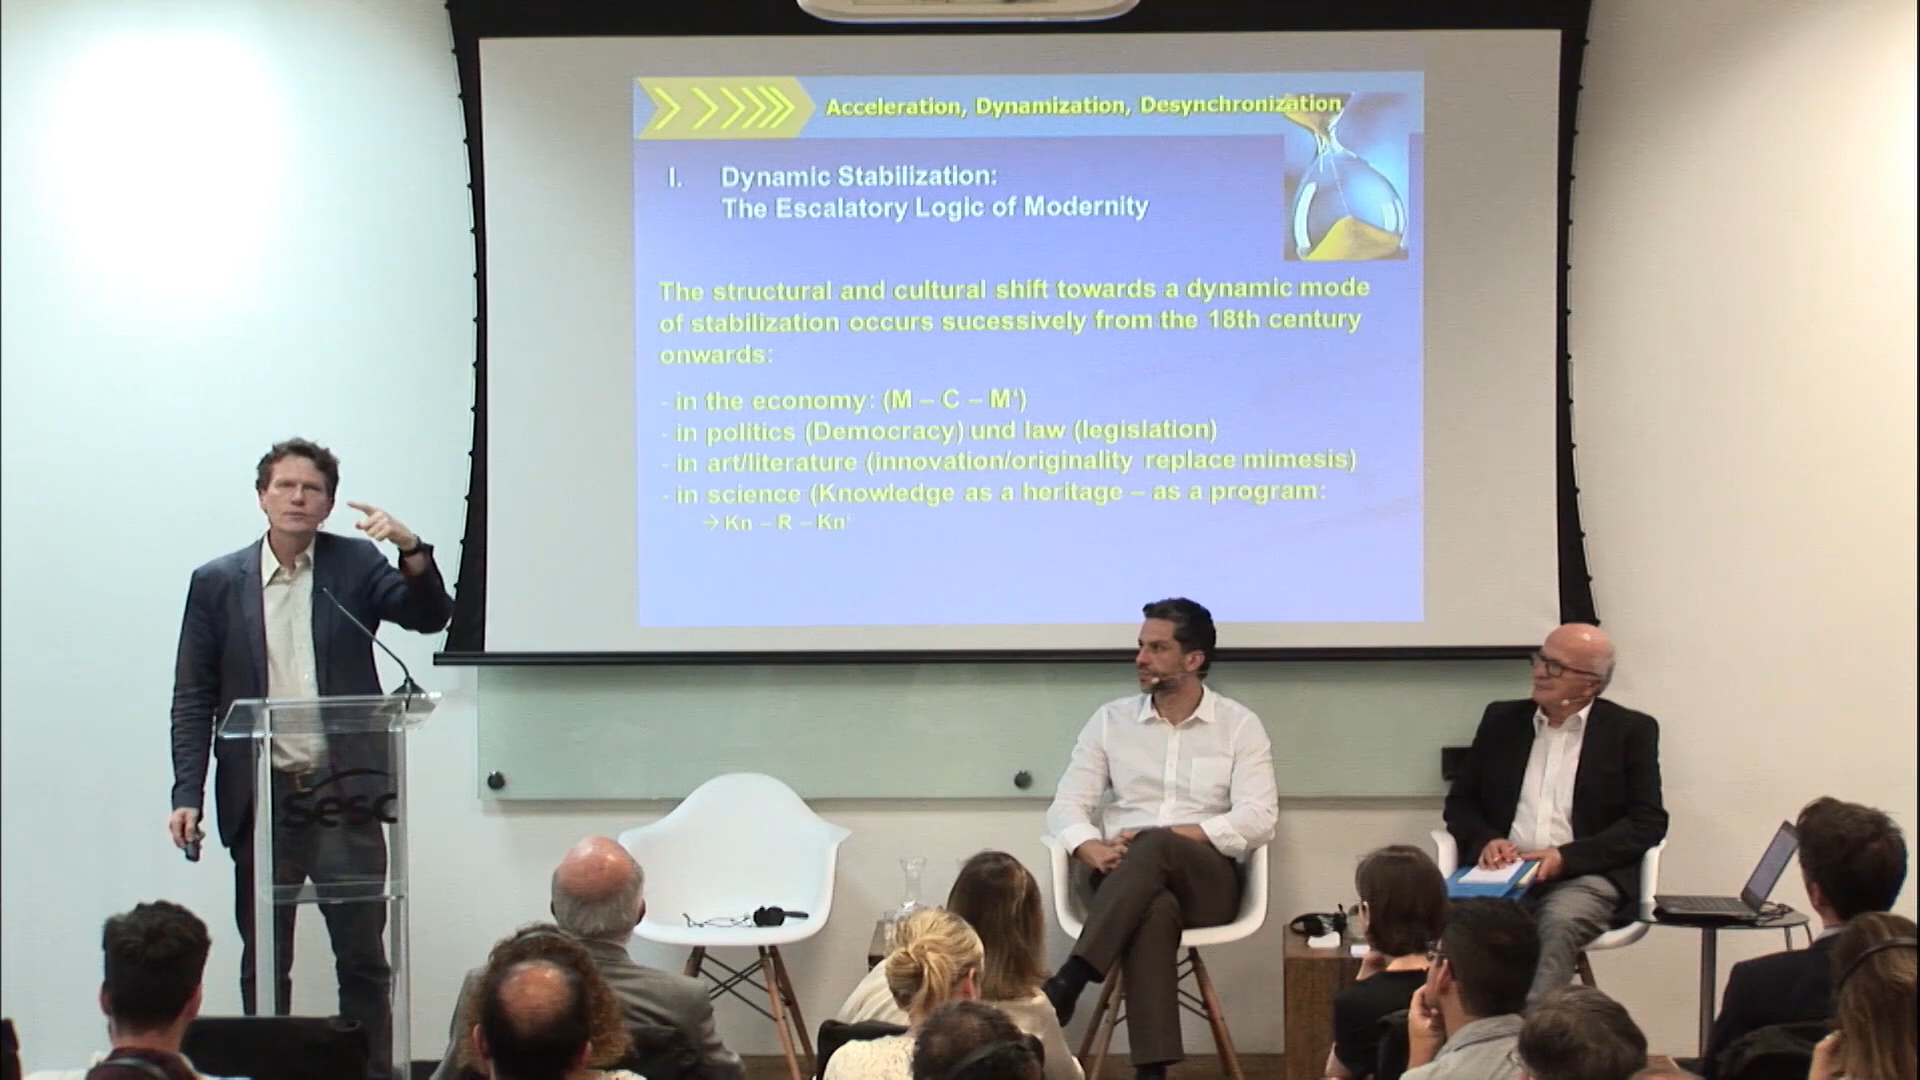 Acceleration, Dynamization, Desynchronization
I. Dynamic Stabilization:
The Escalatory Logic of Modernity
The structural and cultural shift towards a dynamic mode
of stabilization occurs sucessively from the 18th century
onwards:
- in the economy: (M – C – M‘)
- in politics (Democracy) und law (legislation)
- in art/literature (innovation/originality replace mimesis)
- in science (Knowledge as a heritage – as a program:
→ Kn – R – Kn‘
sesc